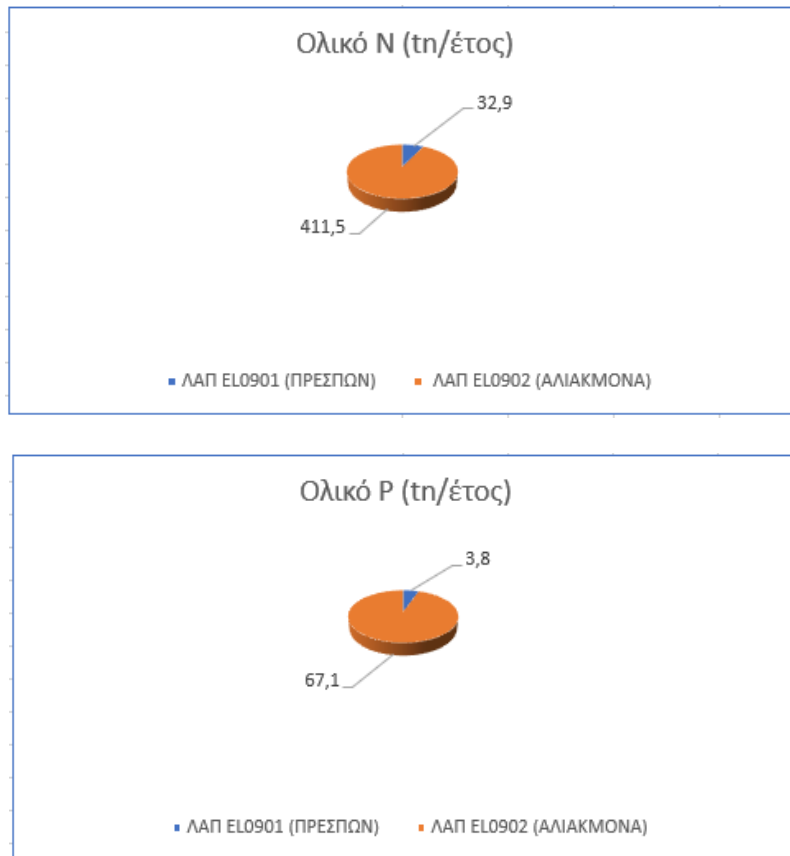 Ολικό Ν (tn/έτος)
32,9
411,5
ΛΑΠ EL0901 (ΠΡΕΣΠΩΝ) ΛΑΠ EL0902 (ΑΛΙΑΚΜΟΝΑ)
Ολικό P (tn/έτος)
3,8
67,1
ΛΑΠ EL0901 (ΠΡΕΣΠΩΝ) ΛΑΠ EL0902 (ΑΛΙΑΚΜΟΝΑ)